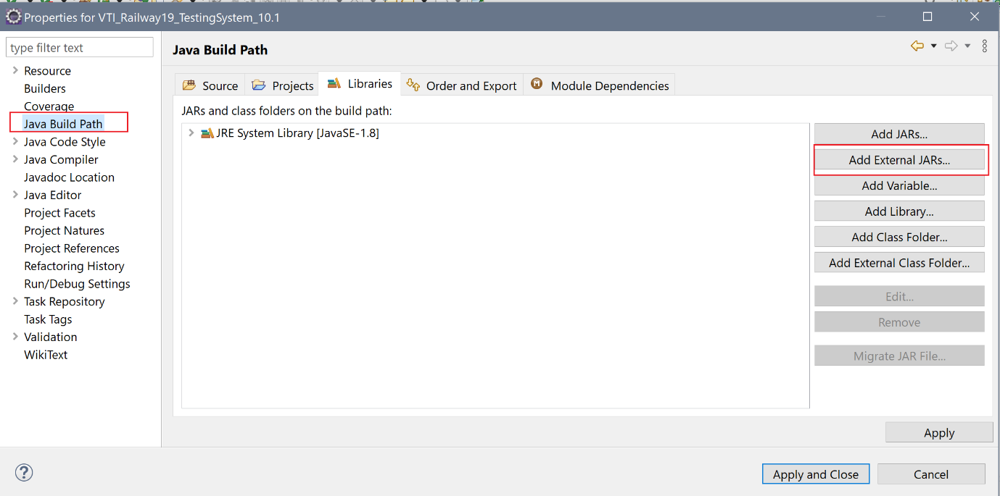 Properties for VTI_Railway19_TestingSystem_10.1
type filter text
Resource
Builders
Coverage
Java Build Path
Java Code Style
Java Compiler
Javadoc Location
Java Editor
Project Facets
Project Natures
Project References
Refactoring History
Run/Debug Settings
Task Repository
Task Tags
Validation
WikiText
Java Build Path
Source Projects Libraries Order and Export Module Dependencies
JARs and class folders on the build path:
JRE System Library [JavaSE-1.8]
Add JARs...
Add External JARs...
Add Variable...
Add Library...
Add Class Folder...
Add External Class Folder...
Edit...
Remove
Migrate JAR File...
Apply
Apply and Close Cancel